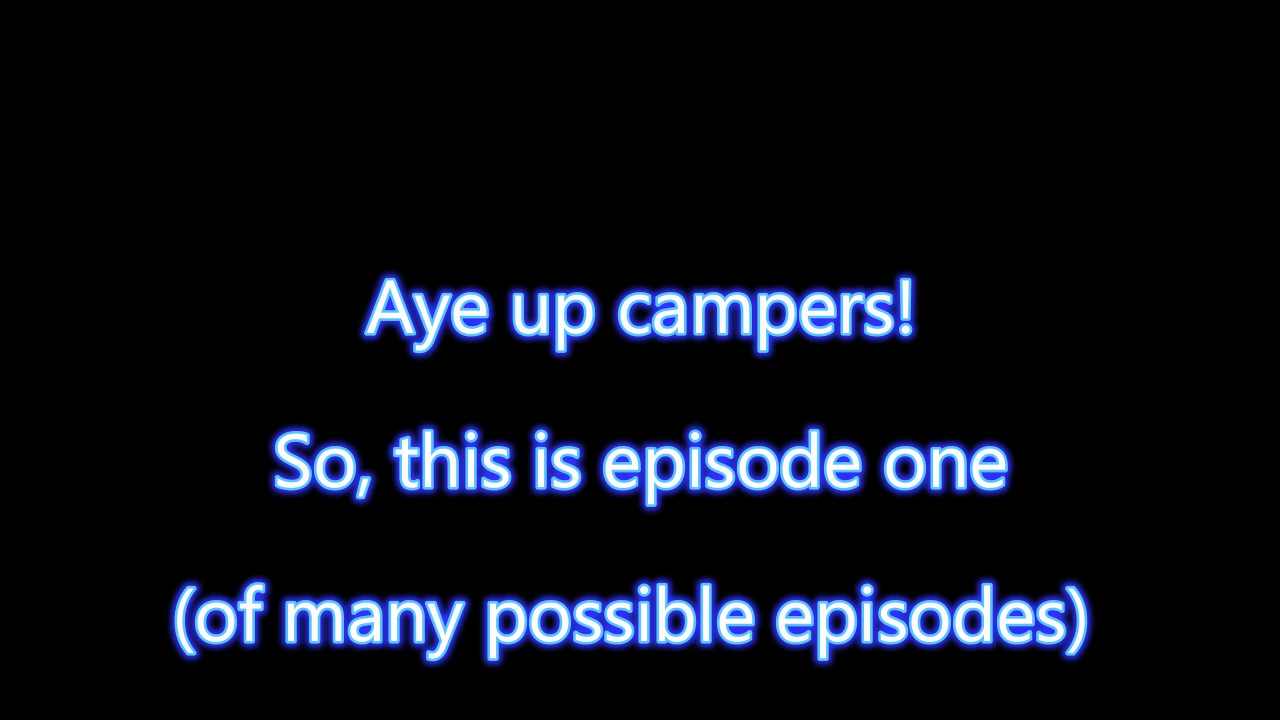 Aye up campers!
So, this is episode one
(of many possible episodes)